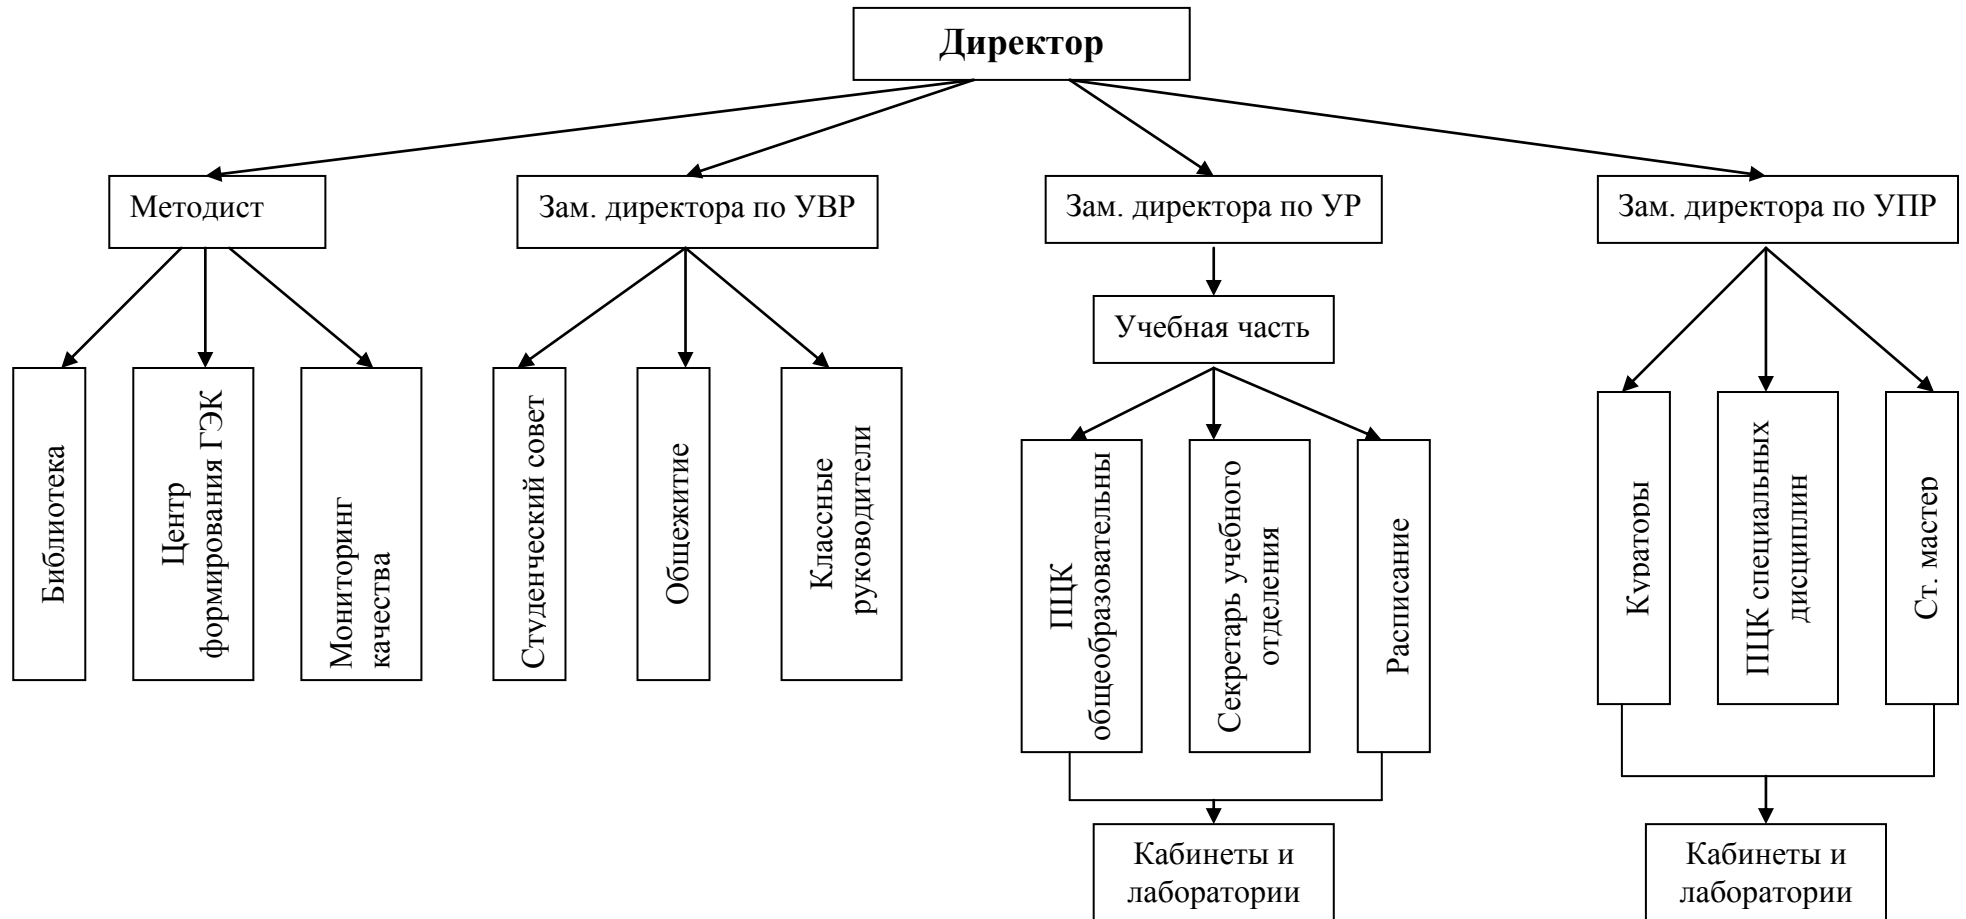 Директор
Методист
Зам. директора по УВР
Зам. директора по УР
Зам. директора по УПР
Учебная часть
Библиотека
Центр
формирования ГЭК
Мониторинг
качества
Студенческий совет
Общежитие
Классные
руководители
ПЦК
общеобразовательны
Секретарь учебного
отделения
Расписание
Кураторы
ПЦК специальных
дисциплин
Ст. мастер
Кабинеты и
лаборатории
Кабинеты и
лаборатории